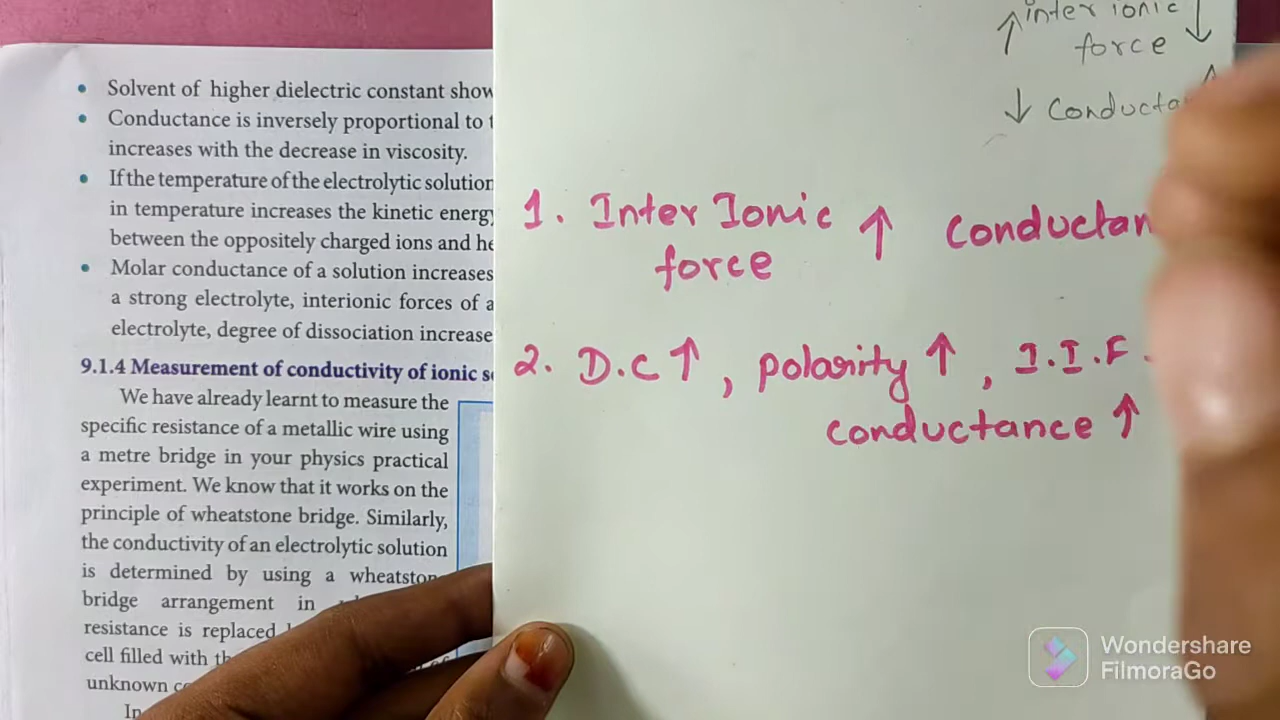 • Solvent of higher dielectric constant show
• Conductance is inversely proportional to
increases with the decrease in viscosity.
• If the temperature of the electrolytic solution
in temperature increases the kinetic energy
between the oppositely charged ions and he
• Molar conductance of a solution increases
a strong electrolyte, interionic forces of a
electrolyte, degree of dissociation increase
9.1.4 Measurement of conductivity of ionic s
We have already learnt to measure the
specific resistance of a metallic wire using
a metre bridge in your physics practical
experiment. We know that it works on the
principle of wheatstone bridge. Similarly,
the conductivity of an electrolytic solution
is determined by using a wheatston
bridge arrangement in
resistance is replaced
cell filled with th
unknown
In
↑ inter ionic ↓
force
↓ Conducta
1. Inter Ionic ↑ conductan
force
2. D.C ↑ , polarity ↑ , I.I.F
conductance ↑
Wondershare
FilmoraGo